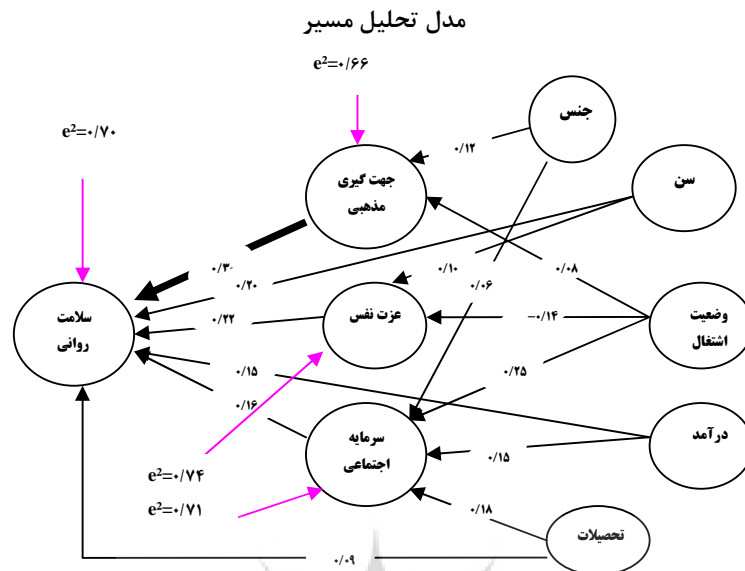 مدل تحلیل مسیر
e²=۰/۶۶
جنس
e²=۰/۷۰
۰/۱۲
جهت گیری
مذهبی
سن
۰/۳۰
۰/۲۰
۰/۱۰
۰/۰۶
۰/۰۸
سلامت
روانی
۰/۲۲
عزت نفس
−۰/۱۴
وضعیت
اشتغال
۰/۱۵
۰/۲۵
۰/۱۶
سرمایه
اجتماعی
درآمد
۰/۱۵
e²=۰/۷۴
e²=۰/۷۱
۰/۱۸
تحصیلات
۰/۰۹